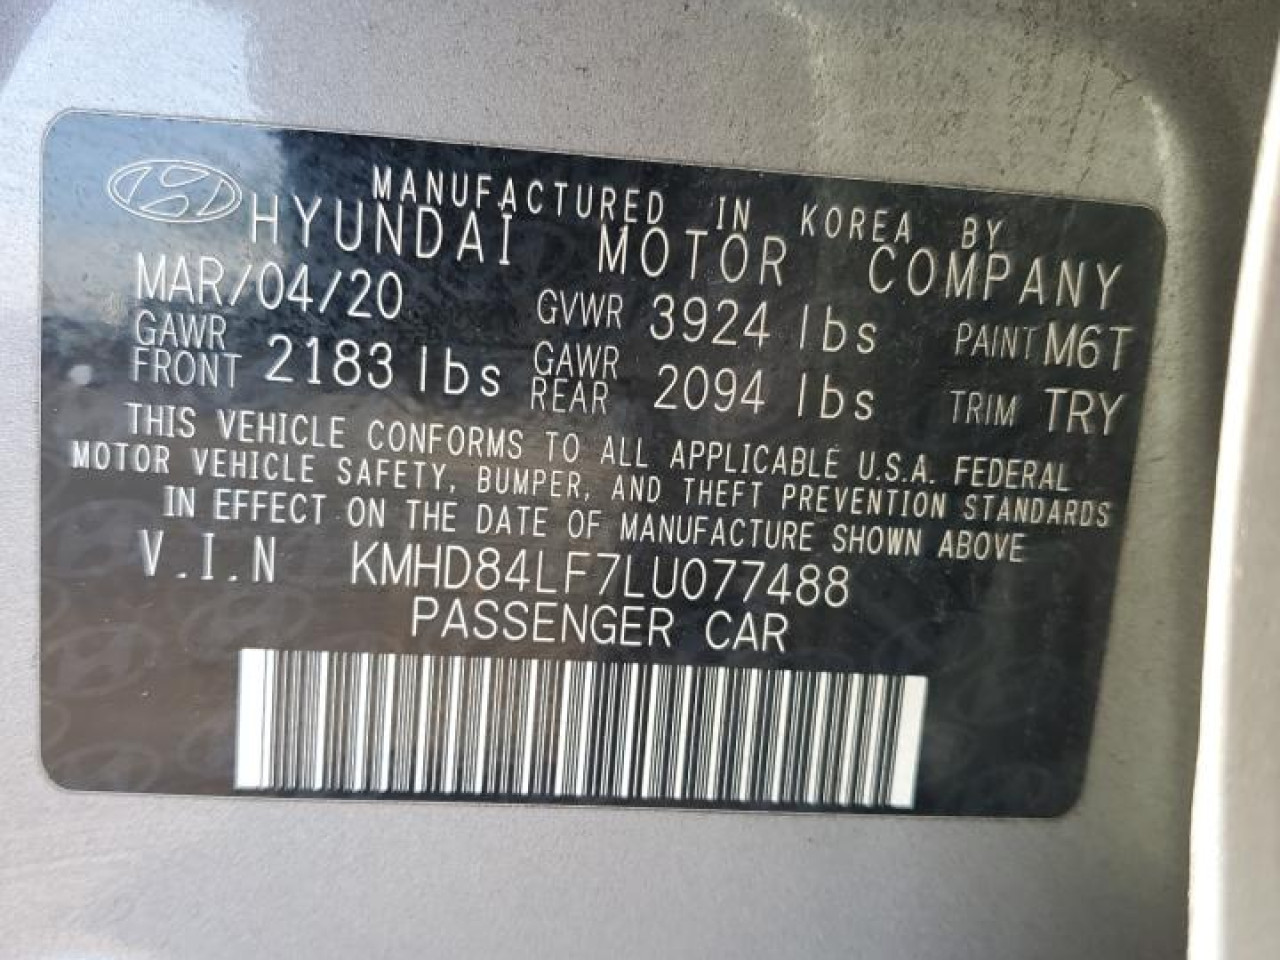 MANUFACTURED IN KOREA BY
HYUNDAI MOTOR COMPANY
MAR/04/20 GVWR 3924 lbs PAINT M6T
GAWR FRONT 2183 lbs GAWR REAR 2094 lbs TRIM TRY
THIS VEHICLE CONFORMS TO ALL APPLICABLE U.S.A. FEDERAL
MOTOR VEHICLE SAFETY, BUMPER, AND THEFT PREVENTION STANDARDS
IN EFFECT ON THE DATE OF MANUFACTURE SHOWN ABOVE
V.I.N KMHD84LF7LU077488
PASSENGER CAR